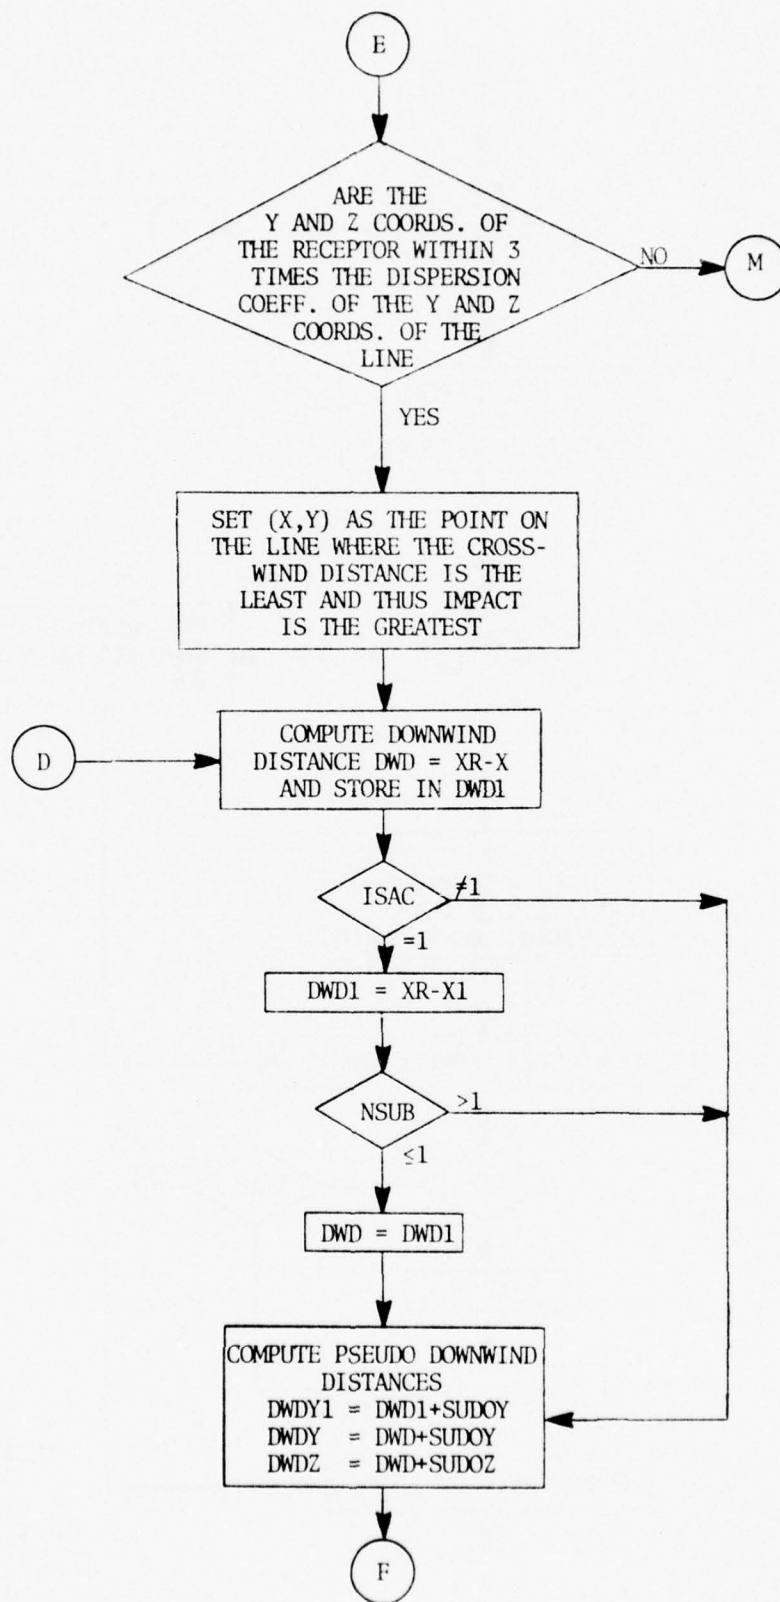 E
ARE THE
Y AND Z COORDS. OF
THE RECEPTOR WITHIN 3
TIMES THE DISPERSION
COEFF. OF THE Y AND Z
COORDS. OF THE
LINE
NO
M
YES
SET (X,Y) AS THE POINT ON
THE LINE WHERE THE CROSS-
WIND DISTANCE IS THE
LEAST AND THUS IMPACT
IS THE GREATEST
D
COMPUTE DOWNWIND
DISTANCE DWD = XR-X
AND STORE IN DWD1
ISAC
≠1
=1
DWD1 = XR-X1
NSUB
>1
≤1
DWD = DWD1
COMPUTE PSEUDO DOWNWIND
DISTANCES
DWDY1 = DWD1+SUDOY
DWDY = DWD+SUDOY
DWDZ = DWD+SUDOZ
F